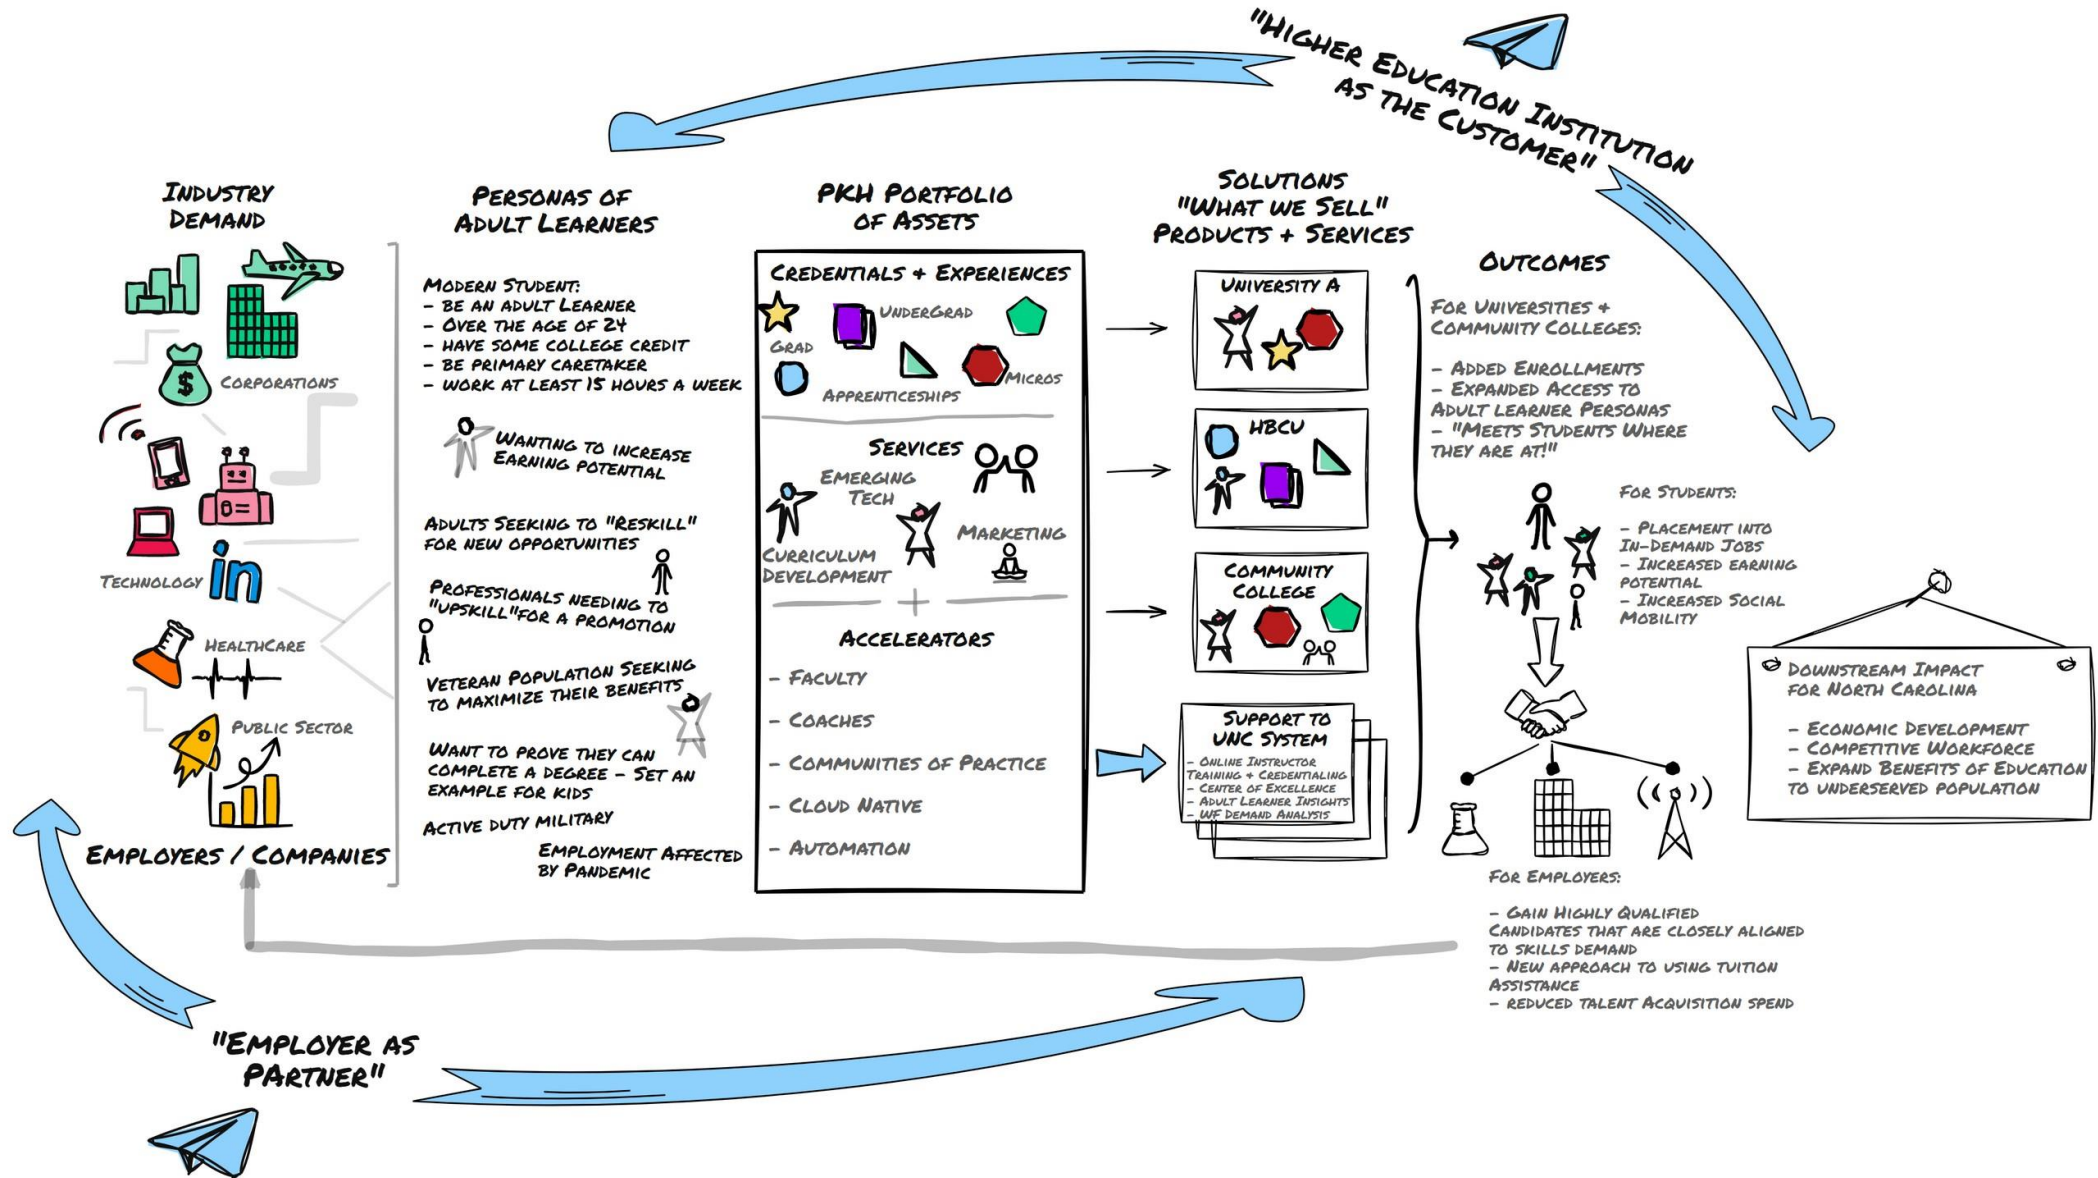 "Higher Education Institution
as the Customer"
Industry
Demand
Corporations
Technology
in
HealthCare
Public Sector
Employers / Companies
Personas of
Adult Learners
Modern Student:
- be an adult Learner
- Over the age of 24
- have some college credit
- be primary caretaker
- work at least 15 hours a week
Wanting to increase
Earning potential
Adults Seeking to "Reskill"
for new opportunities
Professionals needing to
"upskill" for a promotion
Veteran Population Seeking
to maximize their benefits
Want to prove they can
complete a degree - Set an
example for kids
Active duty military
Employment Affected
by Pandemic
PKH Portfolio
of Assets
Credentials + Experiences
UnderGrad
Grad
Micros
Apprenticeships
Services
Emerging
Tech
Marketing
Curriculum
Development
Accelerators
- Faculty
- Coaches
- Communities of Practice
- Cloud Native
- Automation
Solutions
"What we Sell"
Products + Services
University A
HBCU
Community
College
Support to
UNC System
- Online Instructor
Training + Credentialing
- Center of Excellence
- Adult Learner Insights
- WF Demand Analysis
Outcomes
For Universities +
Community Colleges:
- Added Enrollments
- Expanded Access to
Adult learner Personas
- "Meets Students Where
they are at!"
For Students:
- Placement into
In-Demand Jobs
- Increased earning
potential
- Increased Social
Mobility
For Employers:
- Gain Highly Qualified
Candidates that are closely aligned
to skills demand
- New approach to using tuition
Assistance
- reduced talent Acquisition spend
Downstream Impact
for North Carolina
- Economic Development
- Competitive Workforce
- Expand Benefits of Education
to underserved population
"Employer as
Partner"